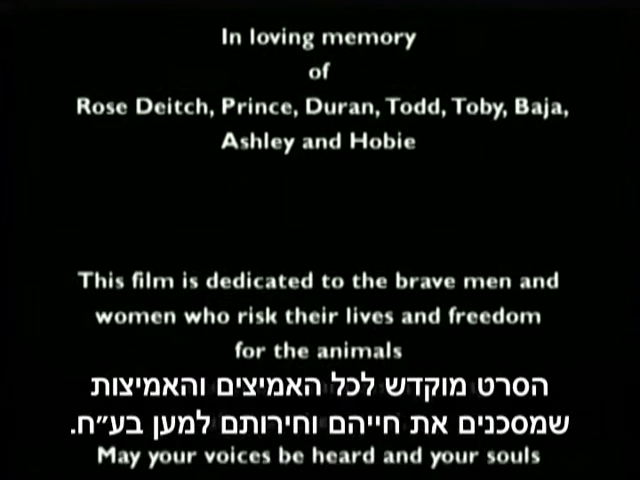 In loving memory
of
Rose Deitch, Prince, Duran, Todd, Toby, Baja,
Ashley and Hobie
This film is dedicated to the brave men and
women who risk their lives and freedom
for the animals
הסרט מוקדש לכל האמיצים והאמיצות
שמסכנים את חייהם וחירותם למען בע״ח.
May your voices be heard and your souls